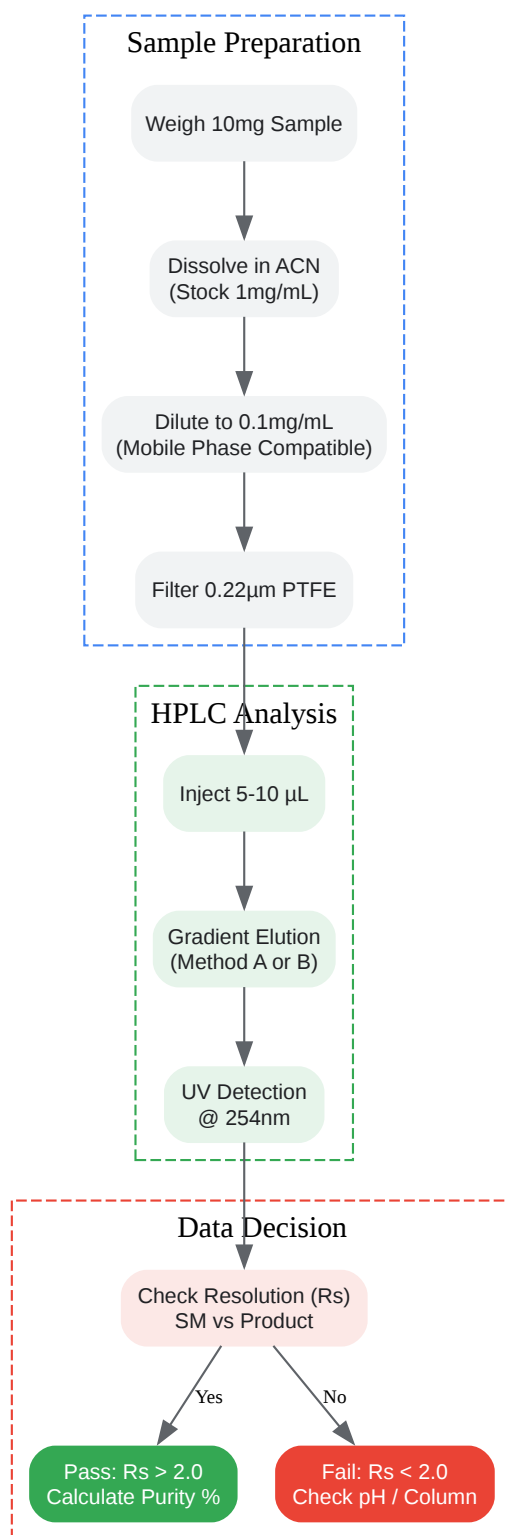 Sample Preparation
Weigh 10mg Sample
Dissolve in ACN
(Stock 1mg/mL)
Dilute to 0.1mg/mL
(Mobile Phase Compatible)
Filter 0.22µm PTFE
HPLC Analysis
Inject 5-10 µL
Gradient Elution
(Method A or B)
UV Detection
@ 254nm
Data Decision
Check Resolution (Rs)
SM vs Product
Yes
No
Pass: Rs > 2.0
Calculate Purity %
Fail: Rs < 2.0
Check pH / Column